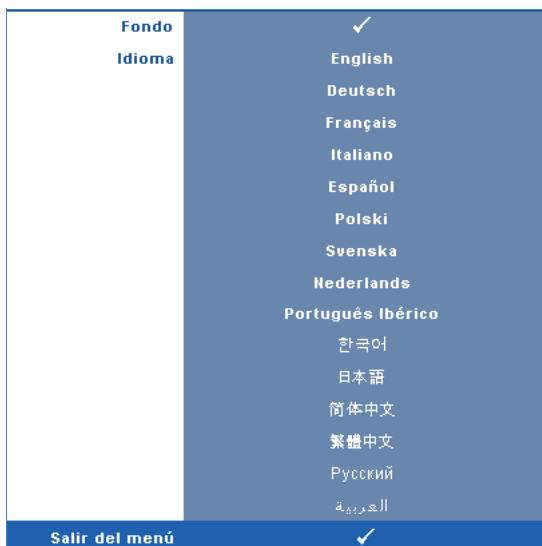 Fondo ✓
Idioma English
Deutsch
Français
Italiano
Español
Polski
Svenska
Nederlands
Português Ibérico
한국어
日本語
简体中文
繁體中文
Русский
العربية
Salir del menú ✓